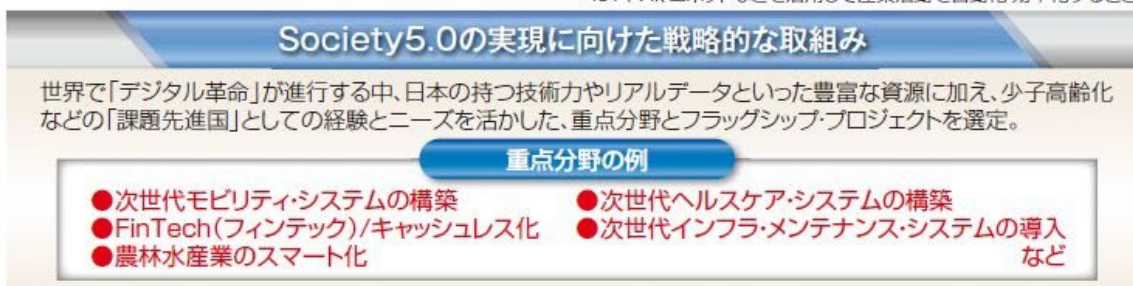 Society5.0の実現に向けた戦略的な取組み
世界で「デジタル革命」が進行する中、日本の持つ技術力やリアルデータといった豊富な資源に加え、少子高齢化
などの「課題先進国」としての経験とニーズを活かした、重点分野とフラッグシップ・プロジェクトを選定。
重点分野の例
●次世代モビリティ・システムの構築
●FinTech(フィンテック)/キャッシュレス化
●農林水産業のスマート化
●次世代ヘルスケア・システムの構築
●次世代インフラ・メンテナンス・システムの導入
など